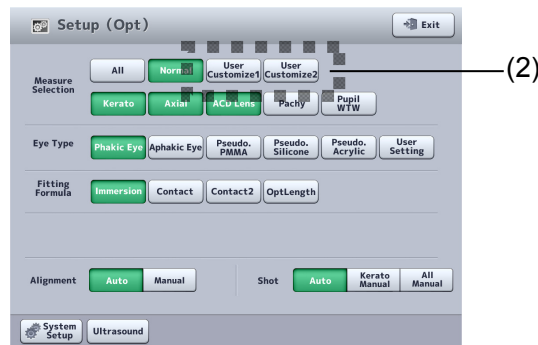 Setup (Opt)
Exit
All
Normal
User
Customize1
User
Customize2
(2)
Measure
Selection
Kerato
Axial
ACD Lens
Pachy
Pupil
WTW
Eye Type
Phakic Eye
Aphakic Eye
Pseudo.
PMMA
Pseudo.
Silicone
Pseudo.
Acrylic
User
Setting
Fitting
Formula
Immersion
Contact
Contact2
OptLength
Alignment
Auto
Manual
Shot
Auto
Kerato
Manual
All
Manual
System
Setup
Ultrasound